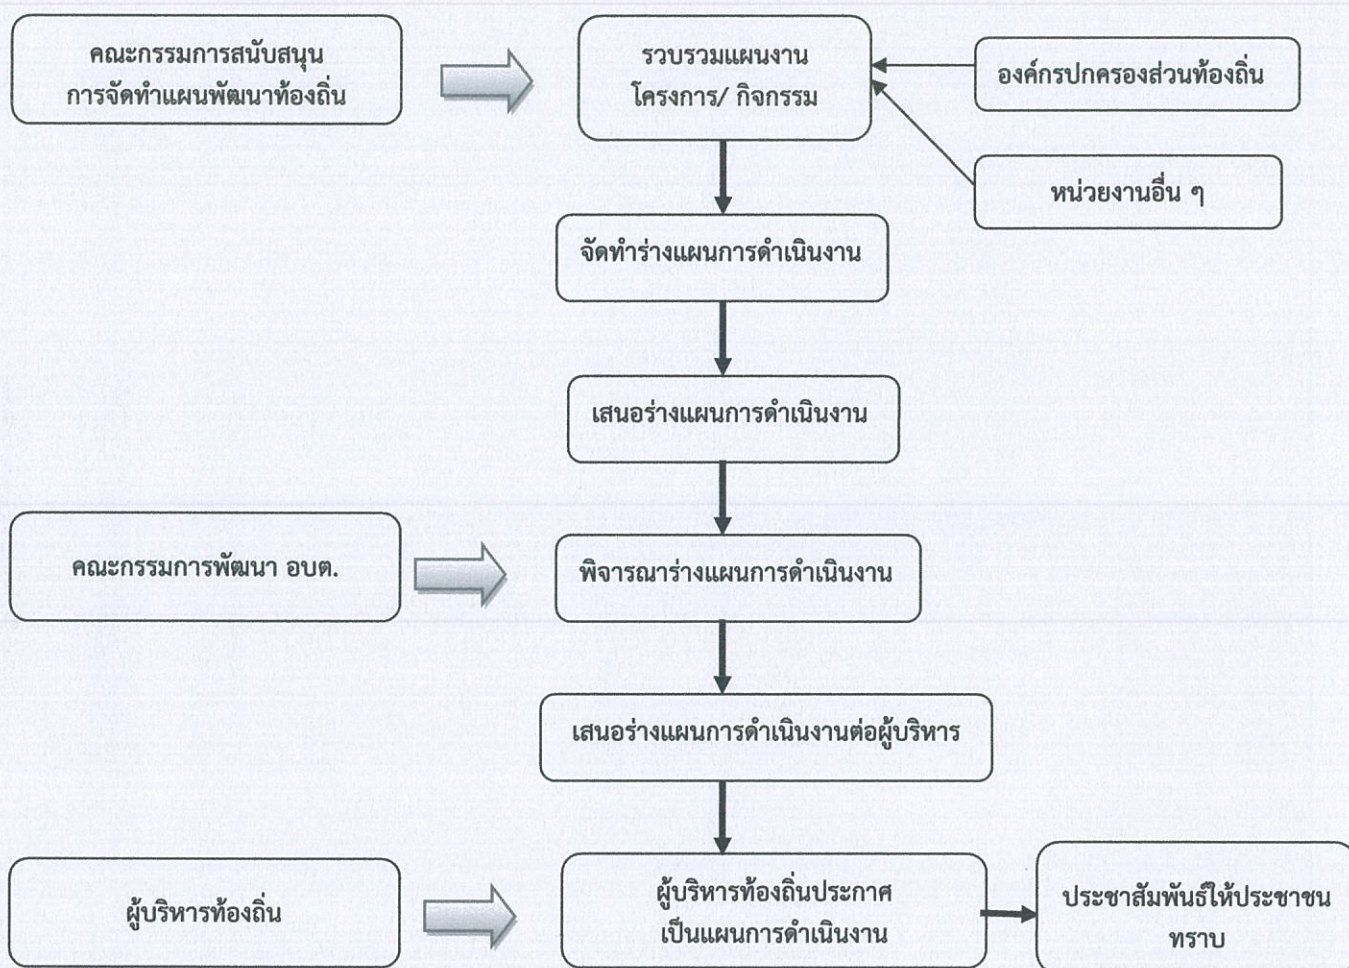 คณะกรรมการสนับสนุน
การจัดทำแผนพัฒนาท้องถิ่น
รวบรวมแผนงาน
โครงการ/ กิจกรรม
องค์กรปกครองส่วนท้องถิ่น
หน่วยงานอื่น ๆ
จัดทำร่างแผนการดำเนินงาน
เสนอร่างแผนการดำเนินงาน
คณะกรรมการพัฒนา อบต.
พิจารณาร่างแผนการดำเนินงาน
เสนอร่างแผนการดำเนินงานต่อผู้บริหาร
ผู้บริหารท้องถิ่น
ผู้บริหารท้องถิ่นประกาศ
เป็นแผนการดำเนินงาน
ประชาสัมพันธ์ให้ประชาชน
ทราบ